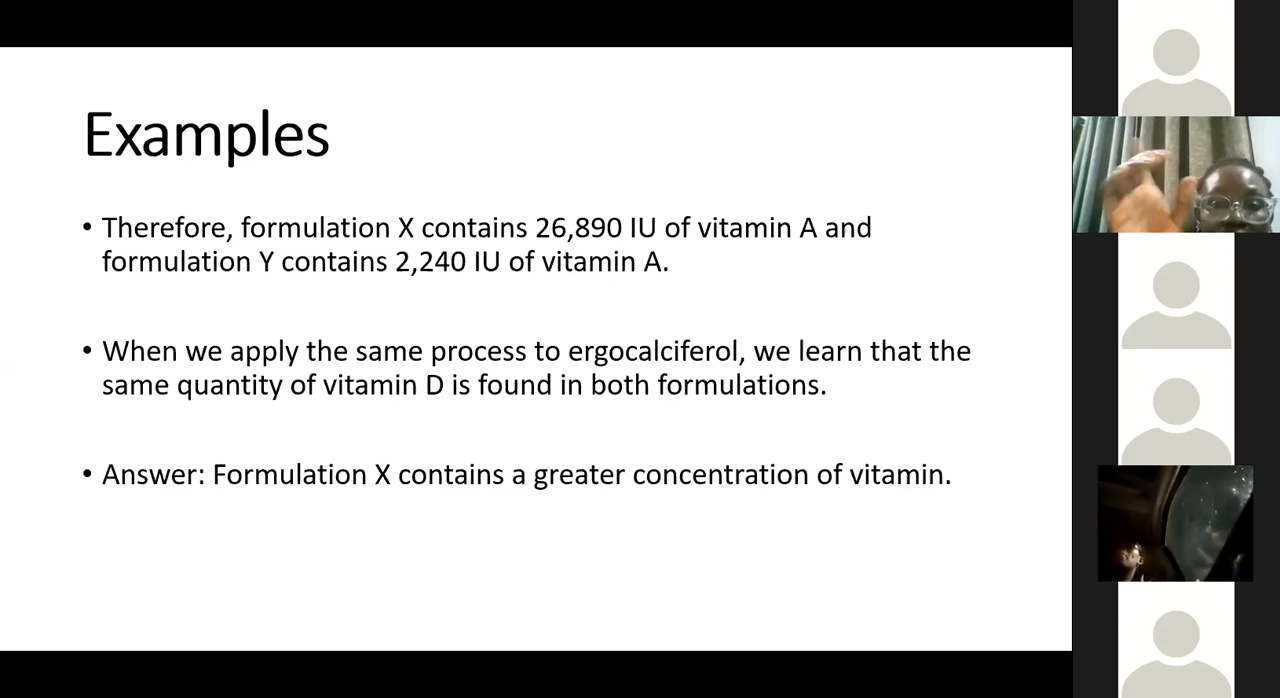 Examples
• Therefore, formulation X contains 26,890 IU of vitamin A and
formulation Y contains 2,240 IU of vitamin A.
• When we apply the same process to ergocalciferol, we learn that the
same quantity of vitamin D is found in both formulations.
• Answer: Formulation X contains a greater concentration of vitamin.